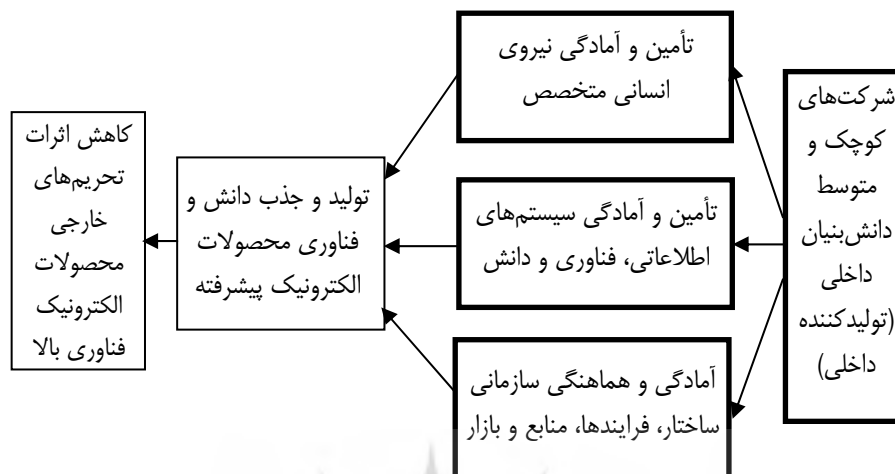 شرکت‌های
کوچک و
متوسط
دانش‌بنیان
داخلی
(تولیدکننده
داخلی)
تأمین و آمادگی نیروی
انسانی متخصص
تأمین و آمادگی سیستم‌های
اطلاعاتی، فناوری و دانش
آمادگی و هماهنگی سازمانی
ساختار، فرایندها، منابع و بازار
تولید و جذب دانش و
فناوری محصولات
الکترونیک پیشرفته
کاهش اثرات
تحریم‌های
خارجی
محصولات
الکترونیک
فناوری بالا